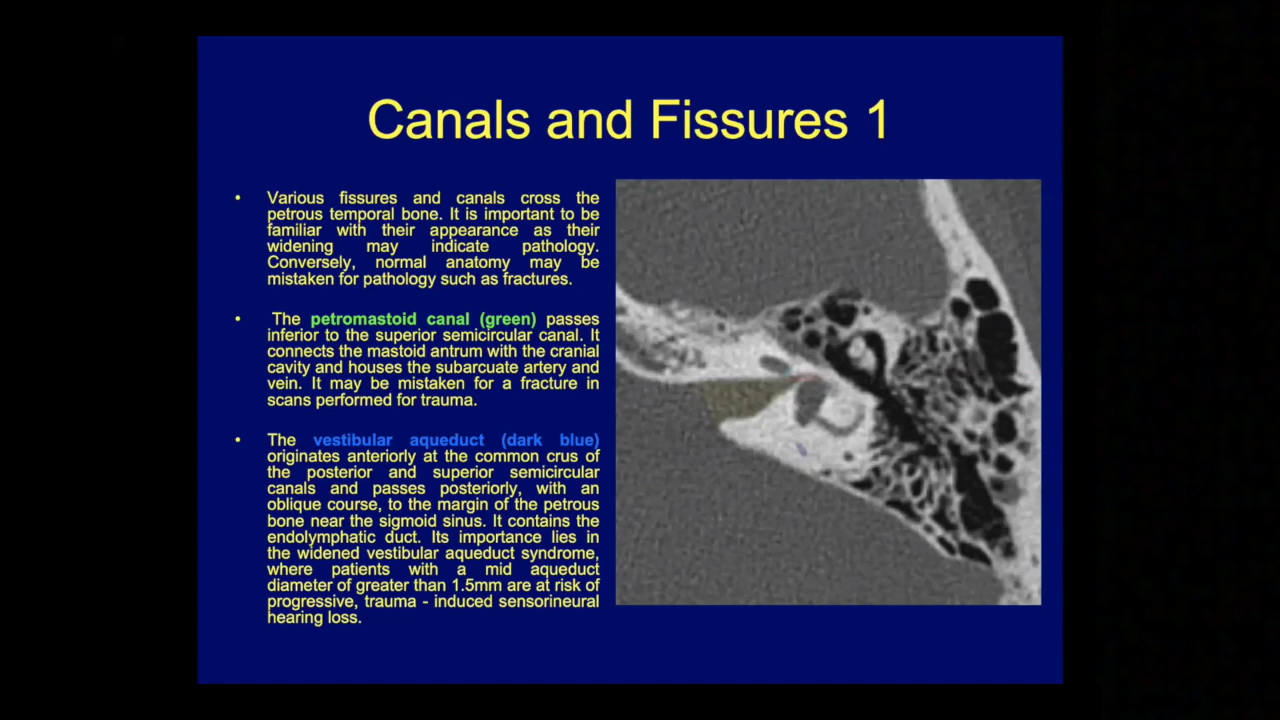 Canals and Fissures 1
• Various fissures and canals cross the
petrous temporal bone. It is important to be
familiar with their appearance as their
widening may indicate pathology.
Conversely, normal anatomy may be
mistaken for pathology such as fractures.
• The petromastoid canal (green) passes
inferior to the superior semicircular canal. It
connects the mastoid antrum with the cranial
cavity and houses the subarcuate artery and
vein. It may be mistaken for a fracture in
scans performed for trauma.
• The vestibular aqueduct (dark blue)
originates anteriorly at the common crus of
the posterior and superior semicircular
canals and passes posteriorly, with an
oblique course, to the margin of the petrous
bone near the sigmoid sinus. It contains the
endolymphatic duct. Its importance lies in
the widened vestibular aqueduct syndrome,
where patients with a mid aqueduct
diameter of greater than 1.5mm are at risk of
progressive, trauma - induced sensorineural
hearing loss.